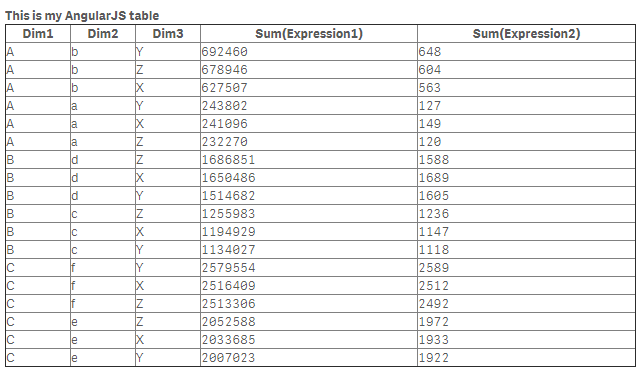 This is my AngularJS table
Dim1 Dim2 Dim3 Sum(Expression1) Sum(Expression2)
A b Y 692460 648
A b Z 678946 604
A b X 627507 563
A a Y 243802 127
A a X 241096 149
A a Z 232270 120
B d Z 1686851 1588
B d X 1650486 1689
B d Y 1514682 1605
B c Z 1255983 1236
B c X 1194929 1147
B c Y 1134027 1118
C f Y 2579554 2589
C f X 2516409 2512
C f Z 2513306 2492
C e Z 2052588 1972
C e X 2033685 1933
C e Y 2007023 1922